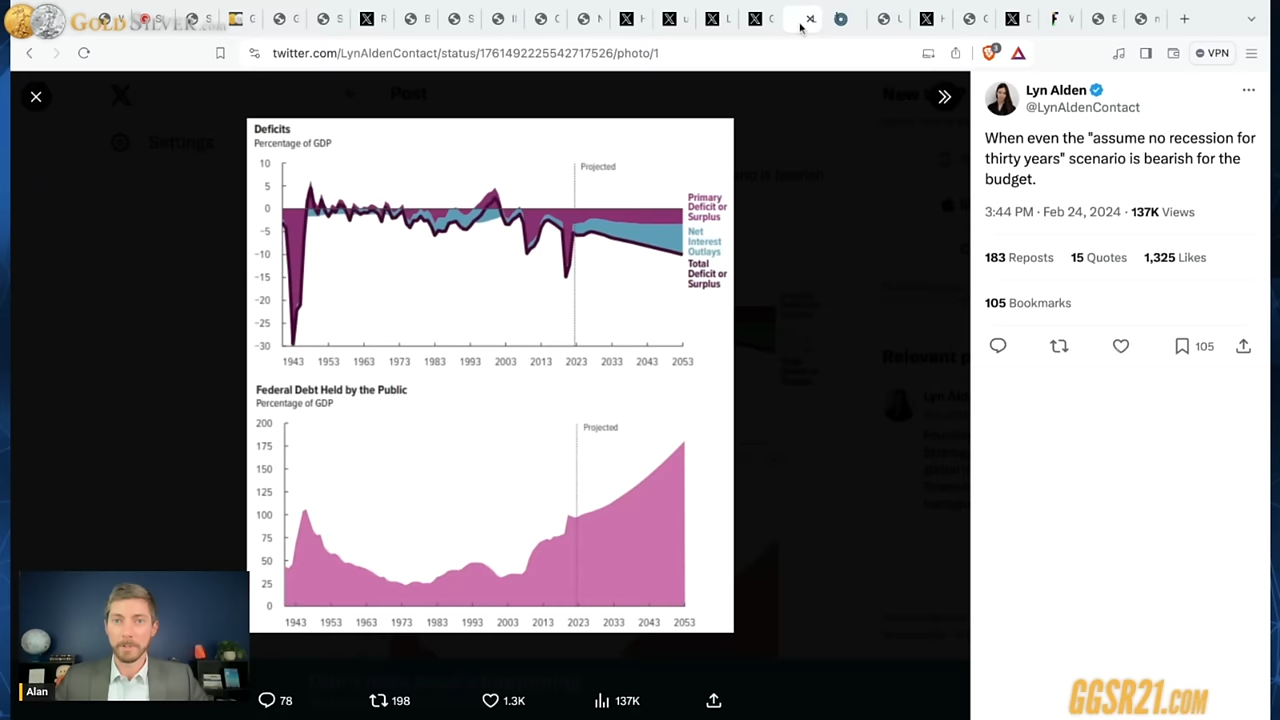 GOLDSILVER.com
twitter.com/LynAldenContact/status/1761492225542717526/photo/1
3
VPN
Post
Settings
Deficits
Percentage of GDP
10
5
0
−5
−10
−15
−20
−25
−30
Projected
Primary
Deficit or
Surplus
Net
Interest
Outlays
Total
Deficit or
Surplus
1943 1953 1963 1973 1983 1993 2003 2013 2023 2033 2043 2053
Federal Debt Held by the Public
Percentage of GDP
200
175
150
125
100
75
50
25
0
Projected
1943 1953 1963 1973 1983 1993 2003 2013 2023 2033 2043 2053
78 198 1.3K 137K
Lyn Alden
@LynAldenContact
When even the "assume no recession for
thirty years" scenario is bearish for the
budget.
3:44 PM · Feb 24, 2024 · 137K Views
183 Reposts 15 Quotes 1,325 Likes
105 Bookmarks
105
Alan
GGSR21.COM